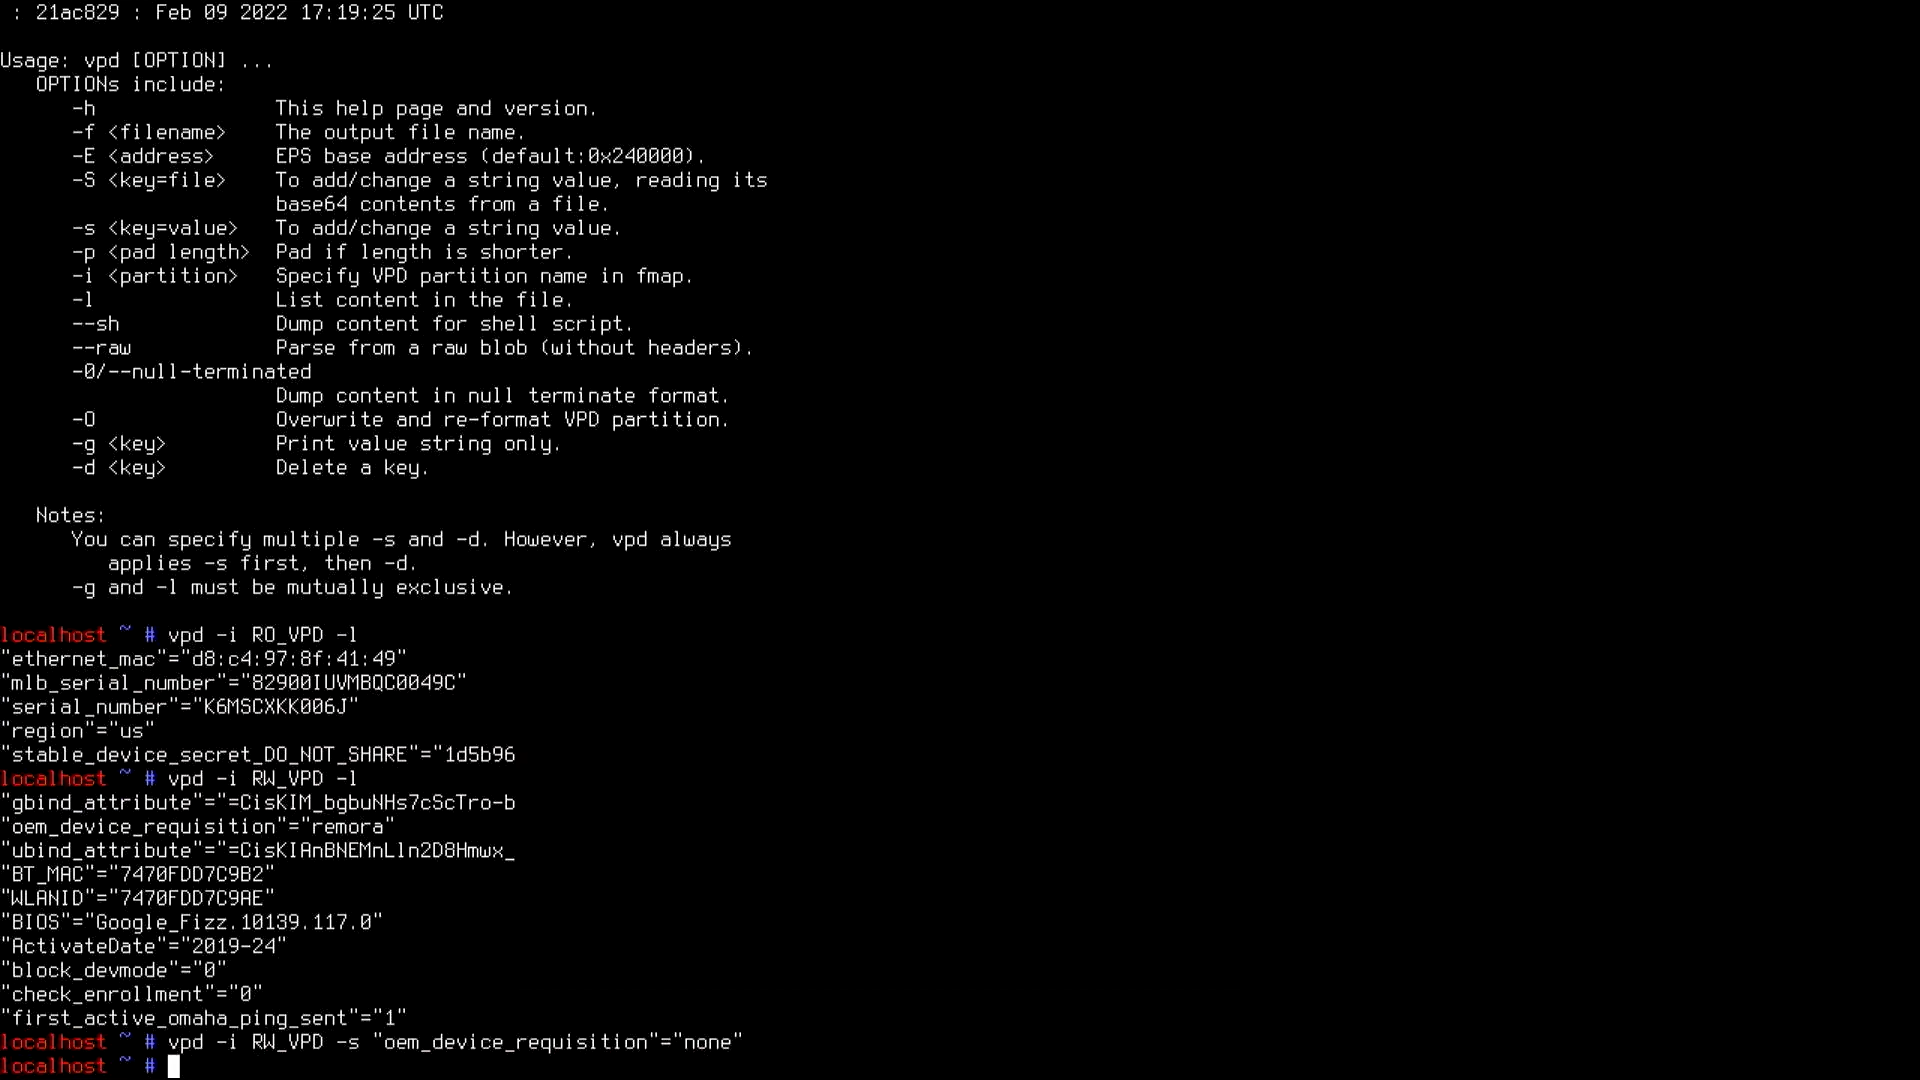 : 21ac829 : Feb 09 2022 17:19:25 UTC
Usage: vpd [OPTION] ...
OPTIONs include:
-h This help page and version.
-f <filename> The output file name.
-E <address> EPS base address (default:0x240000).
-S <key=file> To add/change a string value, reading its
base64 contents from a file.
-s <key=value> To add/change a string value.
-p <pad length> Pad if length is shorter.
-i <partition> Specify VPD partition name in fmap.
-l List content in the file.
--sh Dump content for shell script.
--raw Parse from a raw blob (without headers).
-0/--null-terminated
Dump content in null terminate format.
-O Overwrite and re-format VPD partition.
-g <key> Print value string only.
-d <key> Delete a key.
Notes:
You can specify multiple -s and -d. However, vpd always
applies -s first, then -d.
-g and -l must be mutually exclusive.
localhost ~ # vpd -i RO_VPD -l
"ethernet_mac"="d8:c4:97:8f:41:49"
"mlb_serial_number"="82900IUVMBQC0049C"
"serial_number"="K6MSCXKK006J"
"region"="us"
"stable_device_secret_DO_NOT_SHARE"="1d5b96
localhost ~ # vpd -i RW_VPD -l
"gbind_attribute"="=CisKIM_bgbuNHs7cScTro-b
"oem_device_requisition"="remora"
"ubind_attribute"="=CisKIAnBNEMnLln2D8Hmwx_
"BT_MAC"="7470FDD7C9B2"
"WLANID"="7470FDD7C9AE"
"BIOS"="Google_Fizz.10139.117.0"
"ActivateDate"="2019-24"
"block_devmode"="0"
"check_enrollment"="0"
"first_active_omaha_ping_sent"="1"
localhost ~ # vpd -i RW_VPD -s "oem_device_requisition"="none"
localhost ~ #